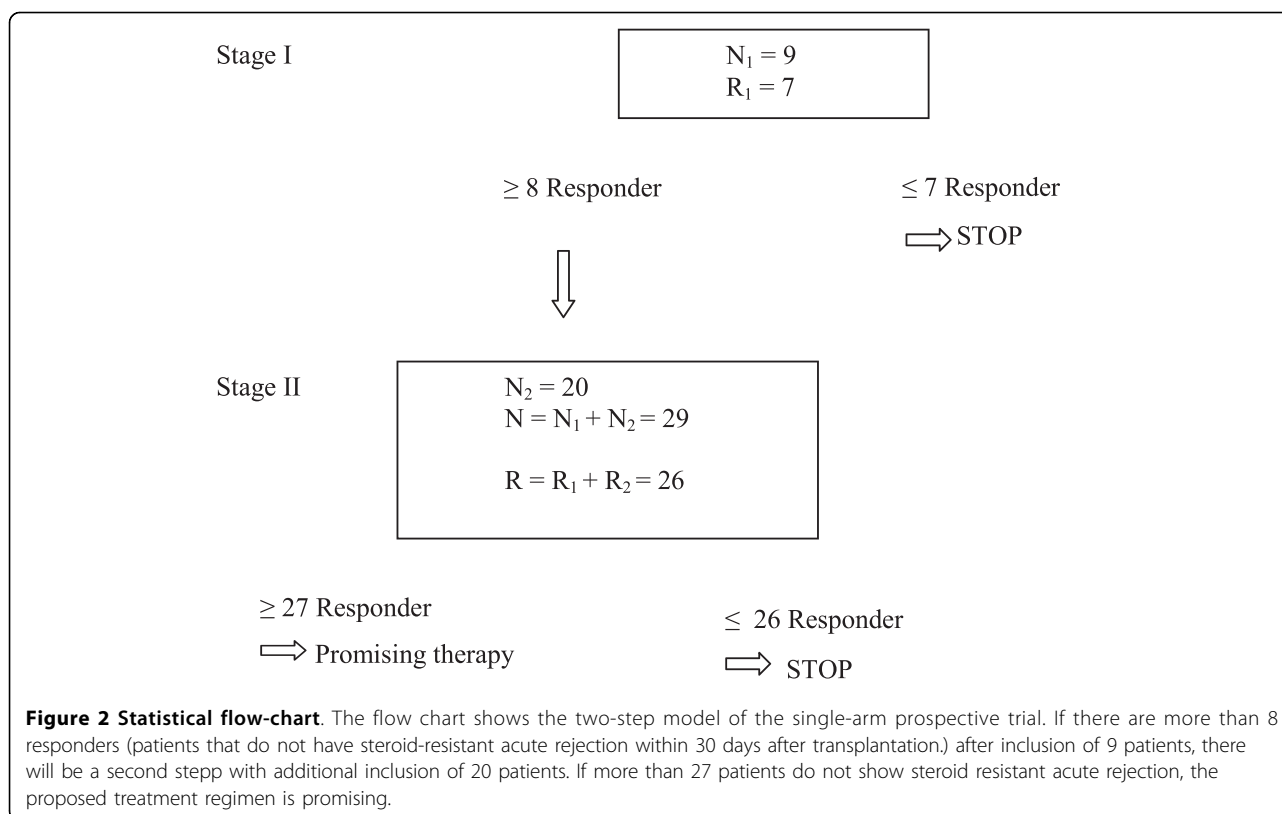 Stage I
N₁ = 9
R₁ = 7
≥ 8 Responder
≤ 7 Responder
STOP
Stage II
N₂ = 20
N = N₁ + N₂ = 29
R = R₁ + R₂ = 26
≥ 27 Responder
Promising therapy
≤ 26 Responder
STOP
Figure 2 Statistical flow-chart. The flow chart shows the two-step model of the single-arm prospective trial. If there are more than 8
responders (patients that do not have steroid-resistant acute rejection within 30 days after transplantation.) after inclusion of 9 patients, there
will be a second stepp with additional inclusion of 20 patients. If more than 27 patients do not show steroid resistant acute rejection, the
proposed treatment regimen is promising.